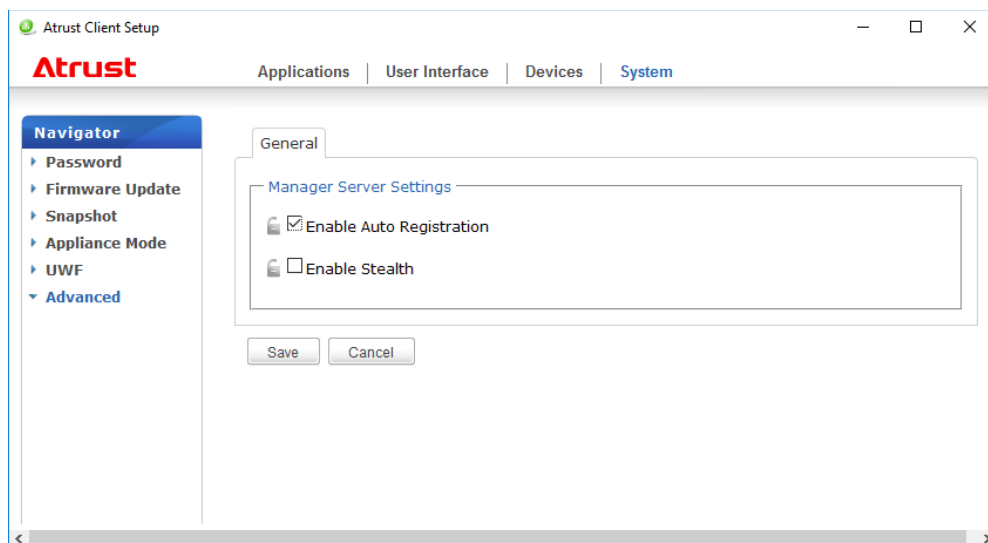 Atrust Client Setup
Atrust
Applications | User Interface | Devices | System
Navigator
Password
Firmware Update
Snapshot
Appliance Mode
UWF
Advanced
General
Manager Server Settings
Enable Auto Registration
Enable Stealth
Save Cancel